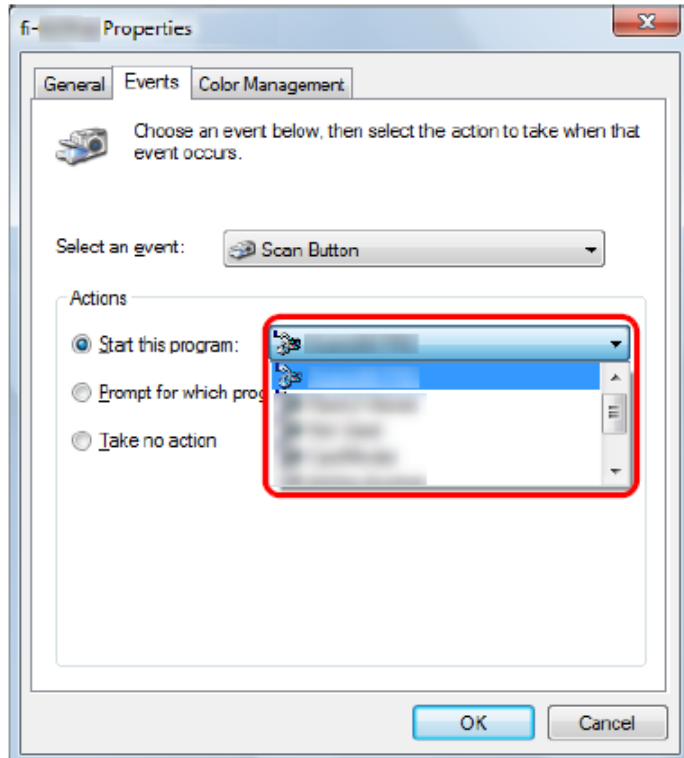 fi- Properties
General Events Color Management
Choose an event below, then select the action to take when that
event occurs.
Select an event: Scan Button
Actions
Start this program:
Prompt for which prog
Take no action
OK Cancel